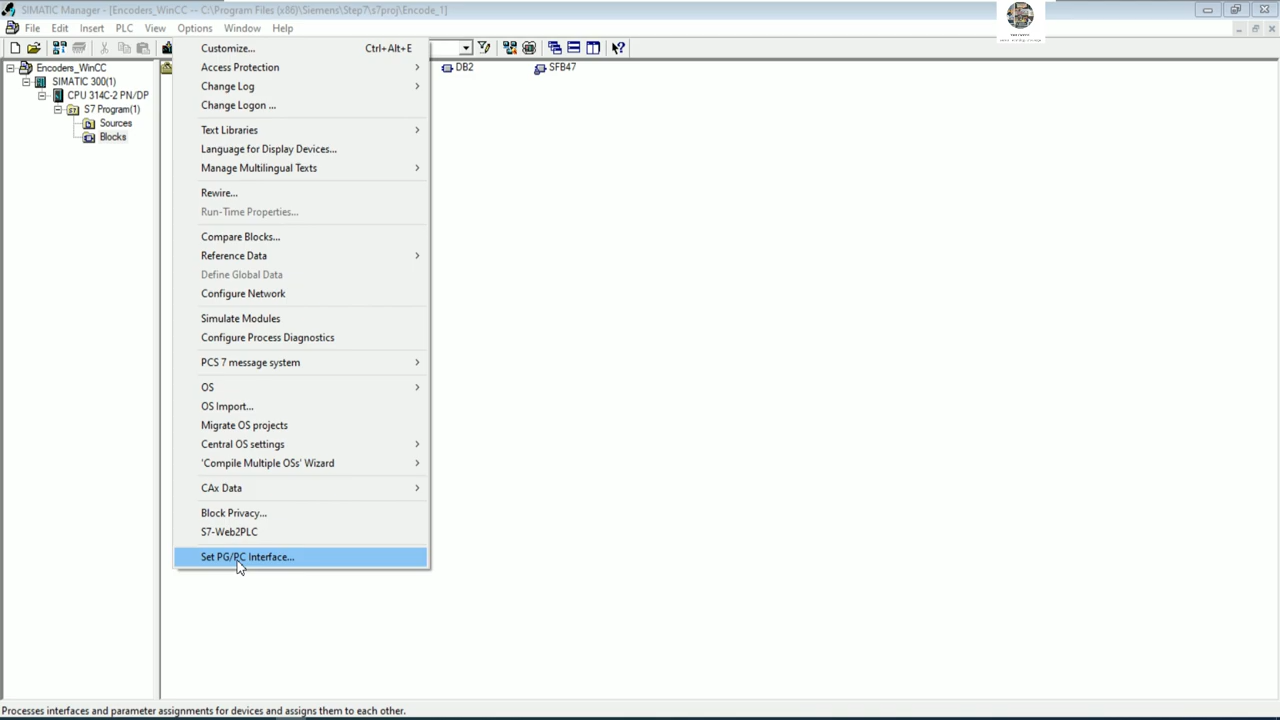 SIMATIC Manager - [Encoders_WinCC -- C:\Program Files (x86)\Siemens\Step7\s7proj\Encode_1]
File Edit Insert PLC View Options Window Help
Encoders_WinCC
SIMATIC 300(1)
CPU 314C-2 PN/DP
S7 Program(1)
S7
Sources
Blocks
Customize... Ctrl+Alt+E
Access Protection
Change Log
Change Logon ...
Text Libraries
Language for Display Devices...
Manage Multilingual Texts
Rewire...
Run-Time Properties...
Compare Blocks...
Reference Data
Define Global Data
Configure Network
Simulate Modules
Configure Process Diagnostics
PCS 7 message system
OS
OS Import...
Migrate OS projects
Central OS settings
'Compile Multiple OSs' Wizard
CAx Data
Block Privacy...
S7-Web2PLC
Set PG/PC Interface...
DB2 SFB47
Processes interfaces and parameter assignments for devices and assigns them to each other.